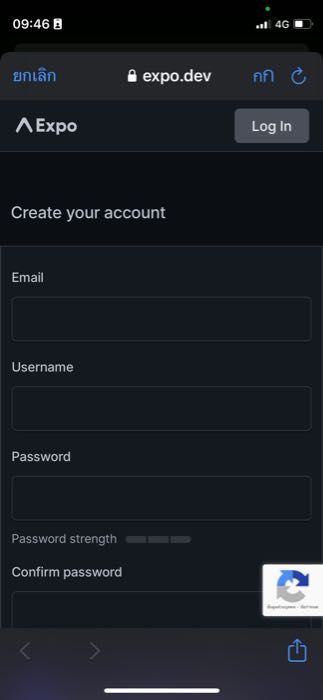 09:46
4G
ยกเลิก
expo.dev
กกิ
Expo
Log In
Create your account
Email
Username
Password
Password strength
Confirm password